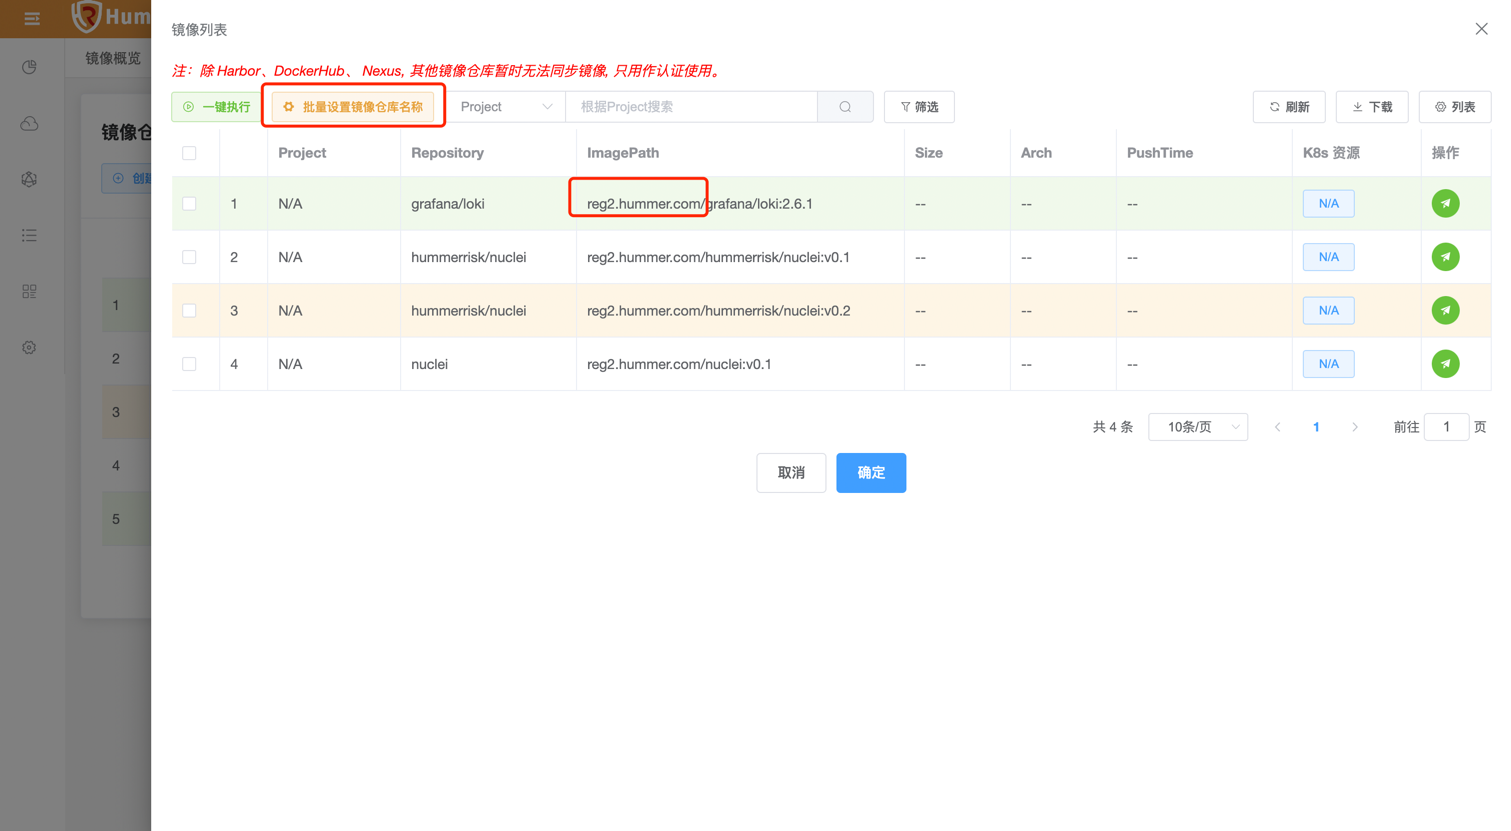 Hum
镜像列表
镜像概览
注：除 Harbor、DockerHub、 Nexus, 其他镜像仓库暂时无法同步镜像, 只用作认证使用。
一键执行 批量设置镜像仓库名称 Project 根据Project搜索 筛选 刷新 下载 列表
镜像仓
Project Repository ImagePath Size Arch PushTime K8s 资源 操作
创建
1 N/A grafana/loki reg2.hummer.com/grafana/loki:2.6.1 -- -- -- N/A
2 N/A hummerrisk/nuclei reg2.hummer.com/hummerrisk/nuclei:v0.1 -- -- -- N/A
3 N/A hummerrisk/nuclei reg2.hummer.com/hummerrisk/nuclei:v0.2 -- -- -- N/A
4 N/A nuclei reg2.hummer.com/nuclei:v0.1 -- -- -- N/A
共 4 条 10条/页 1 前往 1 页
取消 确定
1
2
3
4
5